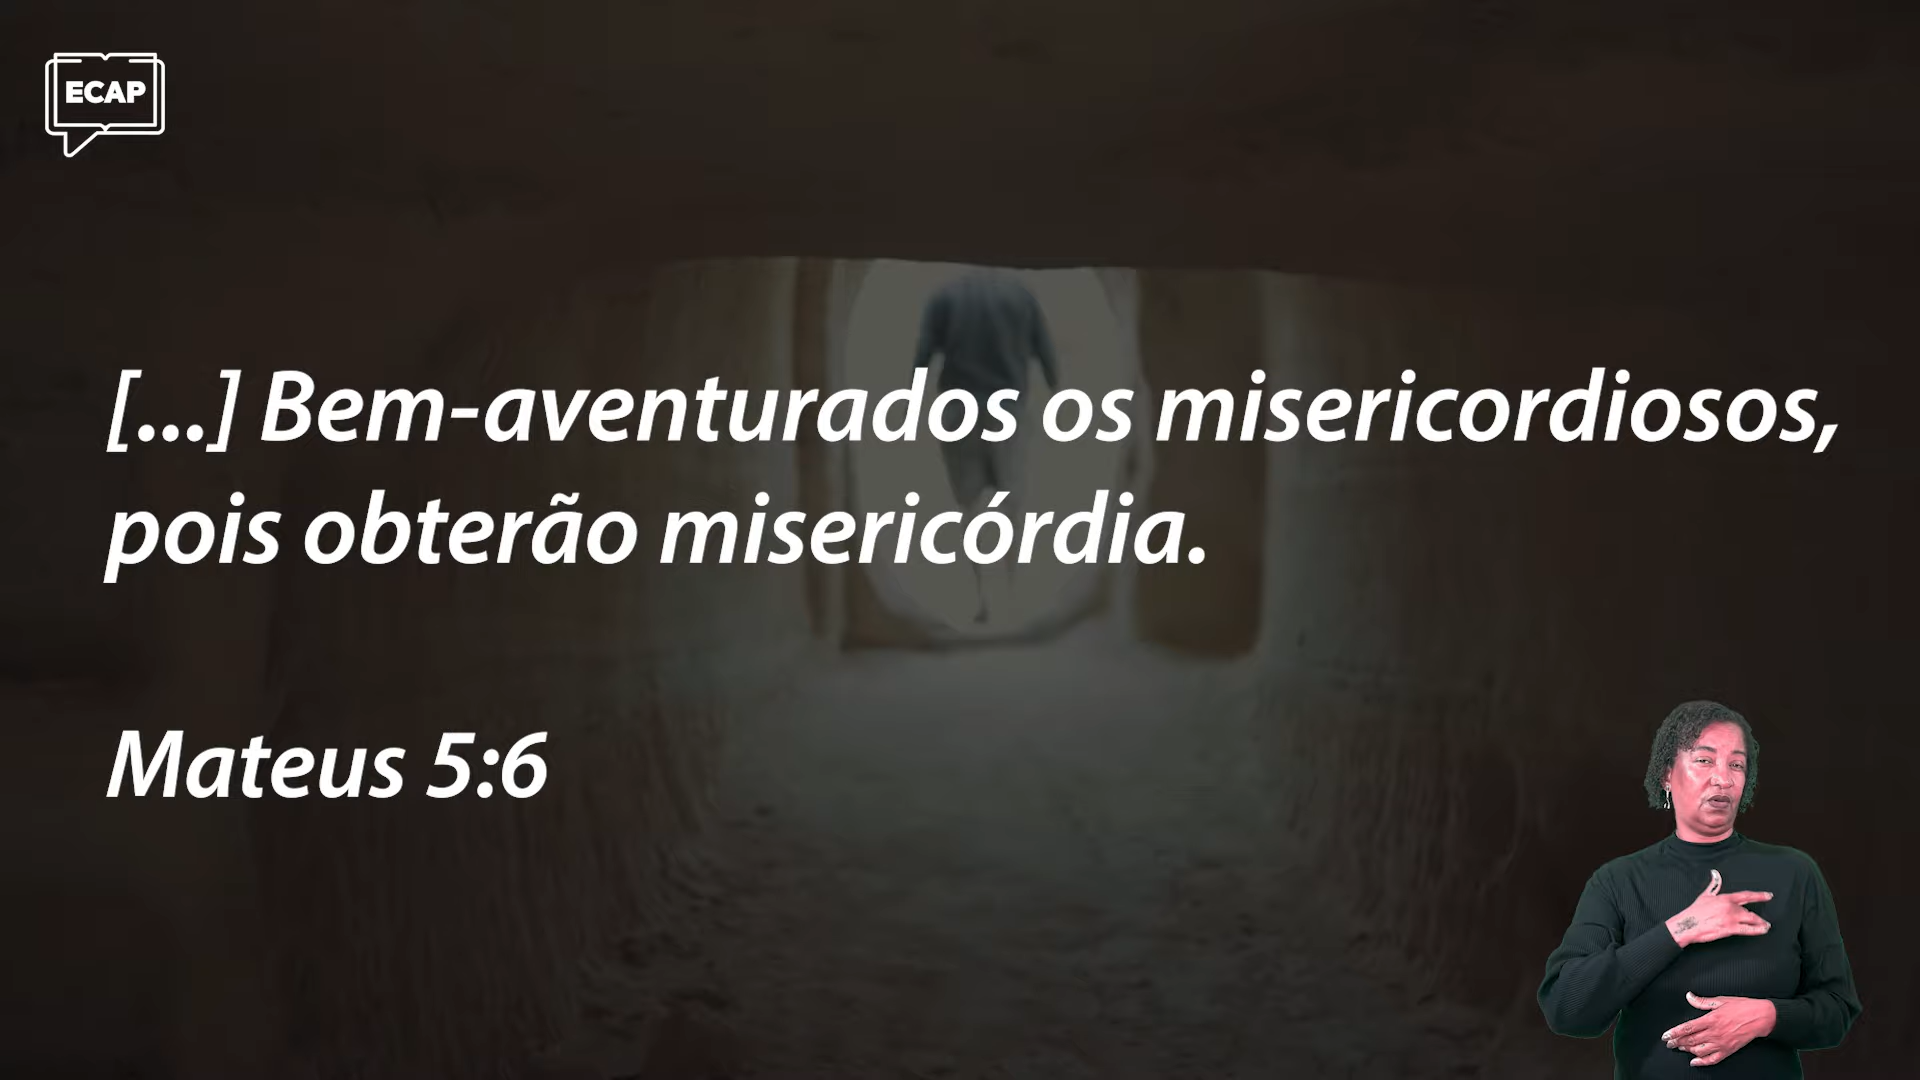 ECAP
[...] Bem-aventurados os misericordiosos,
pois obterão misericórdia.
Mateus 5:6